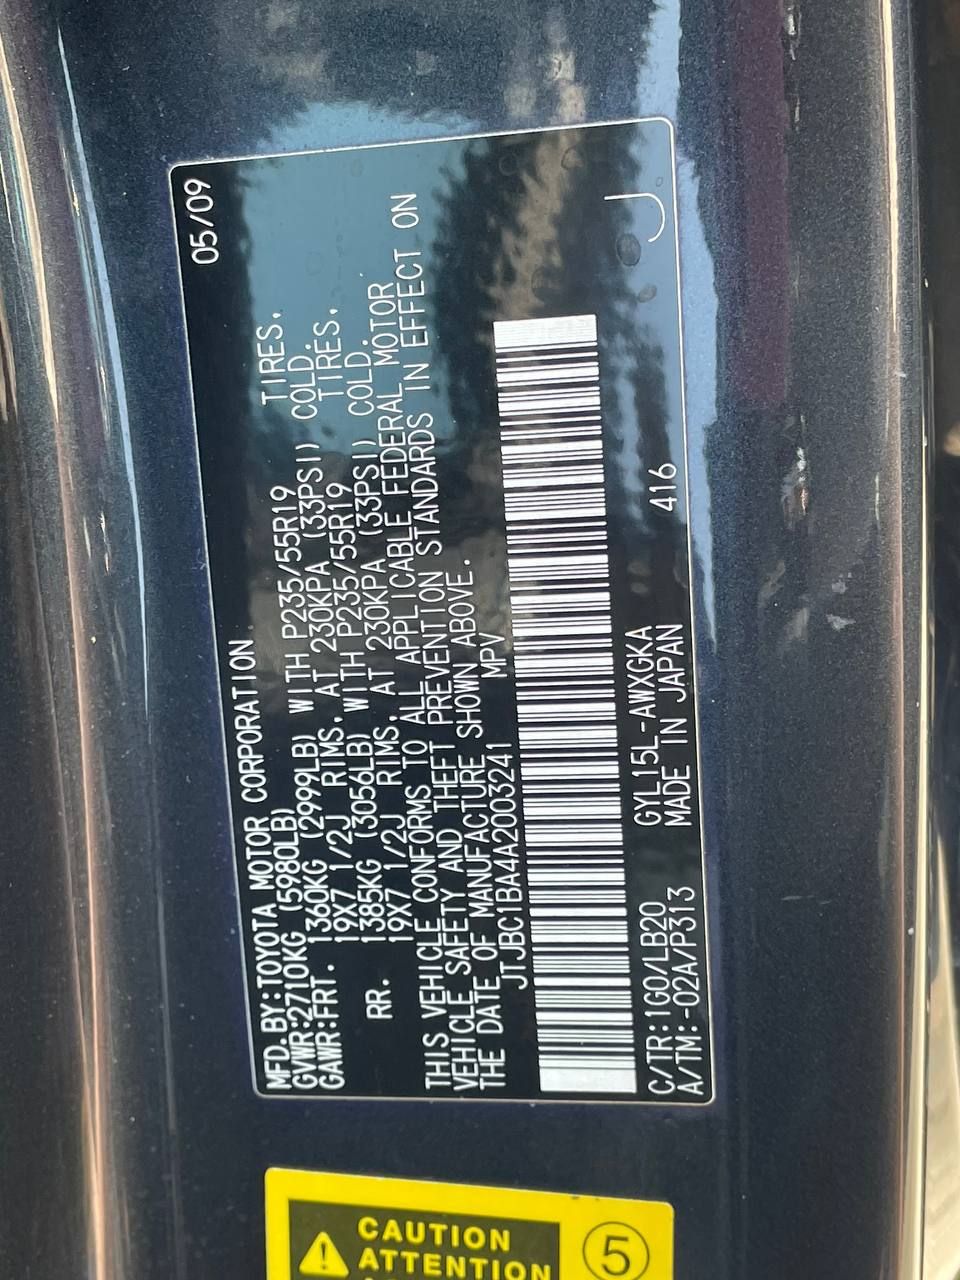 05/09
MFD.BY:TOYOTA MOTOR CORPORATION
GVWR:2710KG (5980LB)
GAWR:FRT. 1360KG (2999LB) WITH P235/55R19 TIRES,
19X7 1/2J RIMS, AT 230KPA (33PSI) COLD.
RR. 1385KG (3056LB) WITH P235/55R19 TIRES,
19X7 1/2J RIMS, AT 230KPA (33PSI) COLD.
THIS VEHICLE CONFORMS TO ALL APPLICABLE FEDERAL MOTOR
VEHICLE SAFETY AND THEFT PREVENTION STANDARDS IN EFFECT ON
THE DATE OF MANUFACTURE SHOWN ABOVE.
JTJBC1BA4A2003241 MPV
C/TR:1G0/LB20 GYL15L-AWXGKA
A/TM:-02A/P313 MADE IN JAPAN 416
J
CAUTION
ATTENTION
5